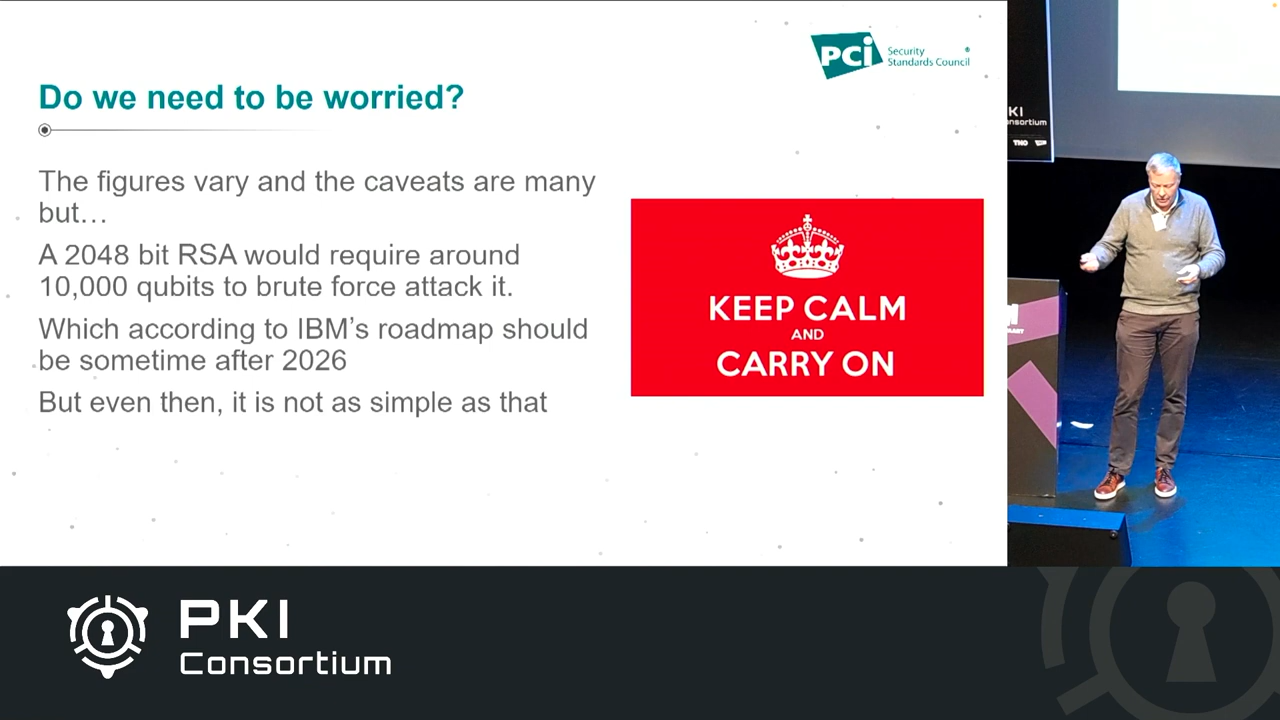 PCi Security
Standards Council ®
Do we need to be worried?
The figures vary and the caveats are many
but…
A 2048 bit RSA would require around
10,000 qubits to brute force attack it.
Which according to IBM’s roadmap should
be sometime after 2026
But even then, it is not as simple as that
KEEP CALM
AND
CARRY ON
KI
onsortium
TNO
PKI
Consortium